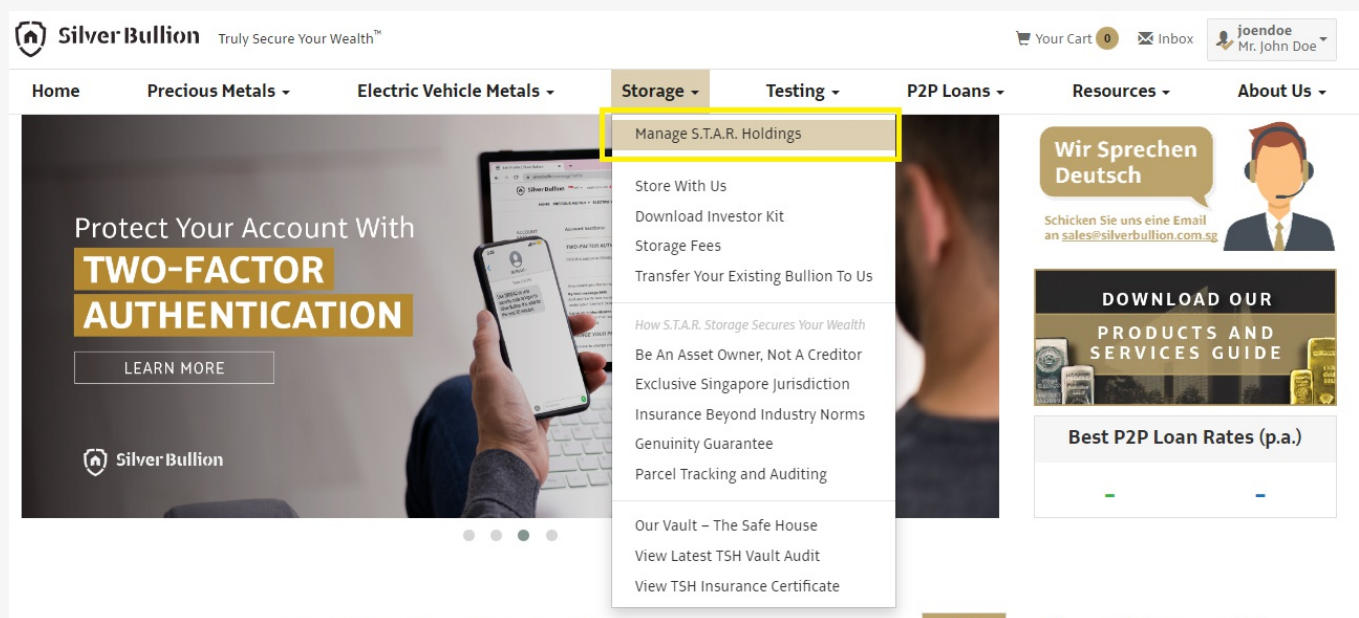 Silver Bullion Truly Secure Your Wealth™
Your Cart 0 Inbox joendoe
Mr. John Doe
Home Precious Metals Electric Vehicle Metals Storage Testing P2P Loans Resources About Us
Manage S.T.A.R. Holdings
Store With Us
Download Investor Kit
Storage Fees
Transfer Your Existing Bullion To Us
How S.T.A.R. Storage Secures Your Wealth
Be An Asset Owner, Not A Creditor
Exclusive Singapore Jurisdiction
Insurance Beyond Industry Norms
Genuinity Guarantee
Parcel Tracking and Auditing
Our Vault – The Safe House
View Latest TSH Vault Audit
View TSH Insurance Certificate
Protect Your Account With
TWO-FACTOR
AUTHENTICATION
LEARN MORE
Silver Bullion
Silver Bullion
Wir Sprechen
Deutsch
Schicken Sie uns eine Email
an sales@silverbullion.com.sg
DOWNLOAD OUR
PRODUCTS AND
SERVICES GUIDE
Best P2P Loan Rates (p.a.)
– –